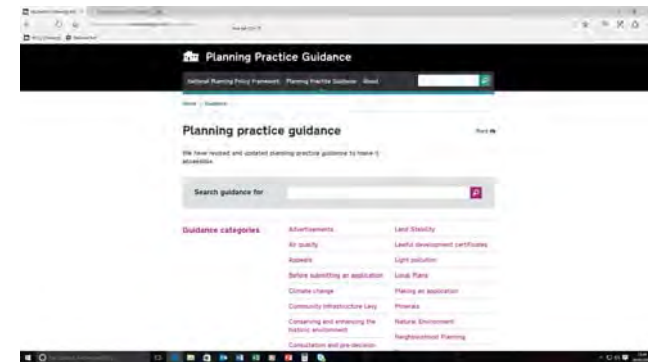 Planning Practice Guidance
National Planning Policy Framework Planning Practice Guidance About
Home Guidance
Planning practice guidance
We have revised and updated planning practice guidance to make it
accessible.
Search guidance for
Guidance categories
Advertisements
Air quality
Appeals
Before submitting an application
Climate change
Community Infrastructure Levy
Conserving and enhancing the
historic environment
Consultation and pre-decision
Land Stability
Lawful development certificates
Light pollution
Local Plans
Making an application
Minerals
Natural Environment
Neighbourhood Planning